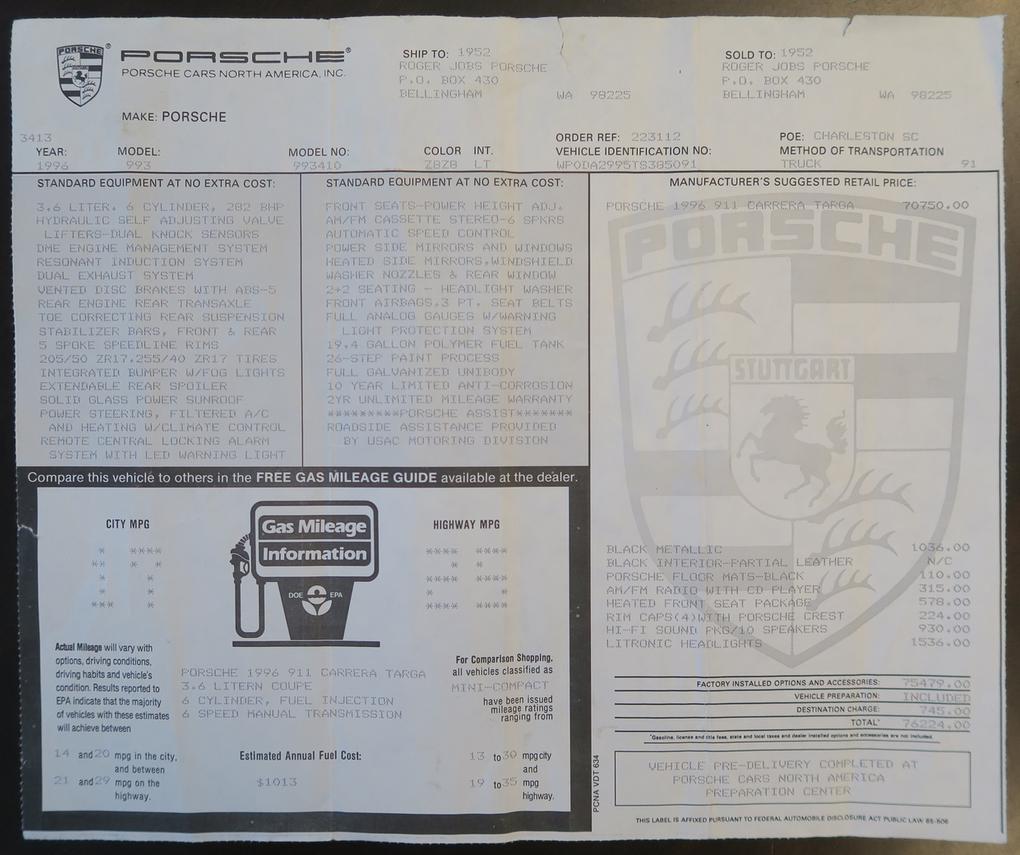 PORSCHE®
PORSCHE CARS NORTH AMERICA, INC.
MAKE: PORSCHE
SHIP TO: 1952
ROGER JOBS PORSCHE
P.O. BOX 430
BELLINGHAM WA 98225
SOLD TO: 1952
ROGER JOBS PORSCHE
P.O. BOX 430
BELLINGHAM WA 98225
3413
ORDER REF: 223112
POE: CHARLESTON SC
YEAR: MODEL: MODEL NO: COLOR INT. VEHICLE IDENTIFICATION NO: METHOD OF TRANSPORTATION
1996 993 993410 Z8Z8 LT WP0DA2995TS385091 TRUCK 91
STANDARD EQUIPMENT AT NO EXTRA COST:
3.6 LITER, 6 CYLINDER, 282 BHP
HYDRAULIC SELF ADJUSTING VALVE
LIFTERS-DUAL KNOCK SENSORS
DME ENGINE MANAGEMENT SYSTEM
RESONANT INDUCTION SYSTEM
DUAL EXHAUST SYSTEM
VENTED DISC BRAKES WITH ABS-5
REAR ENGINE REAR TRANSAXLE
TOE CORRECTING REAR SUSPENSION
STABILIZER BARS, FRONT & REAR
5 SPOKE SPEEDLINE RIMS
205/50 ZR17,255/40 ZR17 TIRES
INTEGRATED BUMPER W/FOG LIGHTS
EXTENDABLE REAR SPOILER
SOLID GLASS POWER SUNROOF
POWER STEERING, FILTERED A/C
AND HEATING W/CLIMATE CONTROL
REMOTE CENTRAL LOCKING ALARM
SYSTEM WITH LED WARNING LIGHT
STANDARD EQUIPMENT AT NO EXTRA COST:
FRONT SEATS-POWER HEIGHT ADJ.
AM/FM CASSETTE STEREO-6 SPKRS
AUTOMATIC SPEED CONTROL
POWER SIDE MIRRORS AND WINDOWS
HEATED SIDE MIRRORS,WINDSHIELD
WASHER NOZZLES & REAR WINDOW
2+2 SEATING - HEADLIGHT WASHER
FRONT AIRBAGS,3 PT. SEAT BELTS
FULL ANALOG GAUGES W/WARNING
LIGHT PROTECTION SYSTEM
19.4 GALLON POLYMER FUEL TANK
26-STEP PAINT PROCESS
FULL GALVANIZED UNIBODY
10 YEAR LIMITED ANTI-CORROSION
2YR UNLIMITED MILEAGE WARRANTY
*********PORSCHE ASSIST*******
ROADSIDE ASSISTANCE PROVIDED
BY USAC MOTORING DIVISION
MANUFACTURER'S SUGGESTED RETAIL PRICE:
PORSCHE 1996 911 CARRERA TARGA 70750.00
PORSCHE
STUTTGART
BLACK METALLIC 1036.00
BLACK INTERIOR-PARTIAL LEATHER N/C
PORSCHE FLOOR MATS-BLACK 110.00
AM/FM RADIO WITH CD PLAYER 315.00
HEATED FRONT SEAT PACKAGE 578.00
RIM CAPS(4)WITH PORSCHE CREST 224.00
HI-FI SOUND PKG/10 SPEAKERS 930.00
LITRONIC HEADLIGHTS 1536.00
FACTORY INSTALLED OPTIONS AND ACCESSORIES: 75479.00
VEHICLE PREPARATION: INCLUDED
DESTINATION CHARGE: 745.00
TOTAL* 76224.00
*Gasoline, license and title fees, state and local taxes and dealer installed options and accessories are not included.
VEHICLE PRE-DELIVERY COMPLETED AT
PORSCHE CARS NORTH AMERICA
PREPARATION CENTER
THIS LABEL IS AFFIXED PURSUANT TO FEDERAL AUTOMOBILE DISCLOSURE ACT PUBLIC LAW 85-506
PCNA VDT 634
Compare this vehicle to others in the FREE GAS MILEAGE GUIDE available at the dealer.
CITY MPG
17
Gas Mileage
Information
DOE EPA
HIGHWAY MPG
22
Actual Mileage will vary with
options, driving conditions,
driving habits and vehicle's
condition. Results reported to
EPA indicate that the majority
of vehicles with these estimates
will achieve between
14 and 20 mpg in the city,
and between
21 and 29 mpg on the
highway.
PORSCHE 1996 911 CARRERA TARGA
3.6 LITERN COUPE
6 CYLINDER, FUEL INJECTION
6 SPEED MANUAL TRANSMISSION
Estimated Annual Fuel Cost:
$1013
For Comparison Shopping,
all vehicles classified as
MINI-COMPACT
have been issued
mileage ratings
ranging from
13 to 30 mpg city
and
19 to 35 mpg
highway.